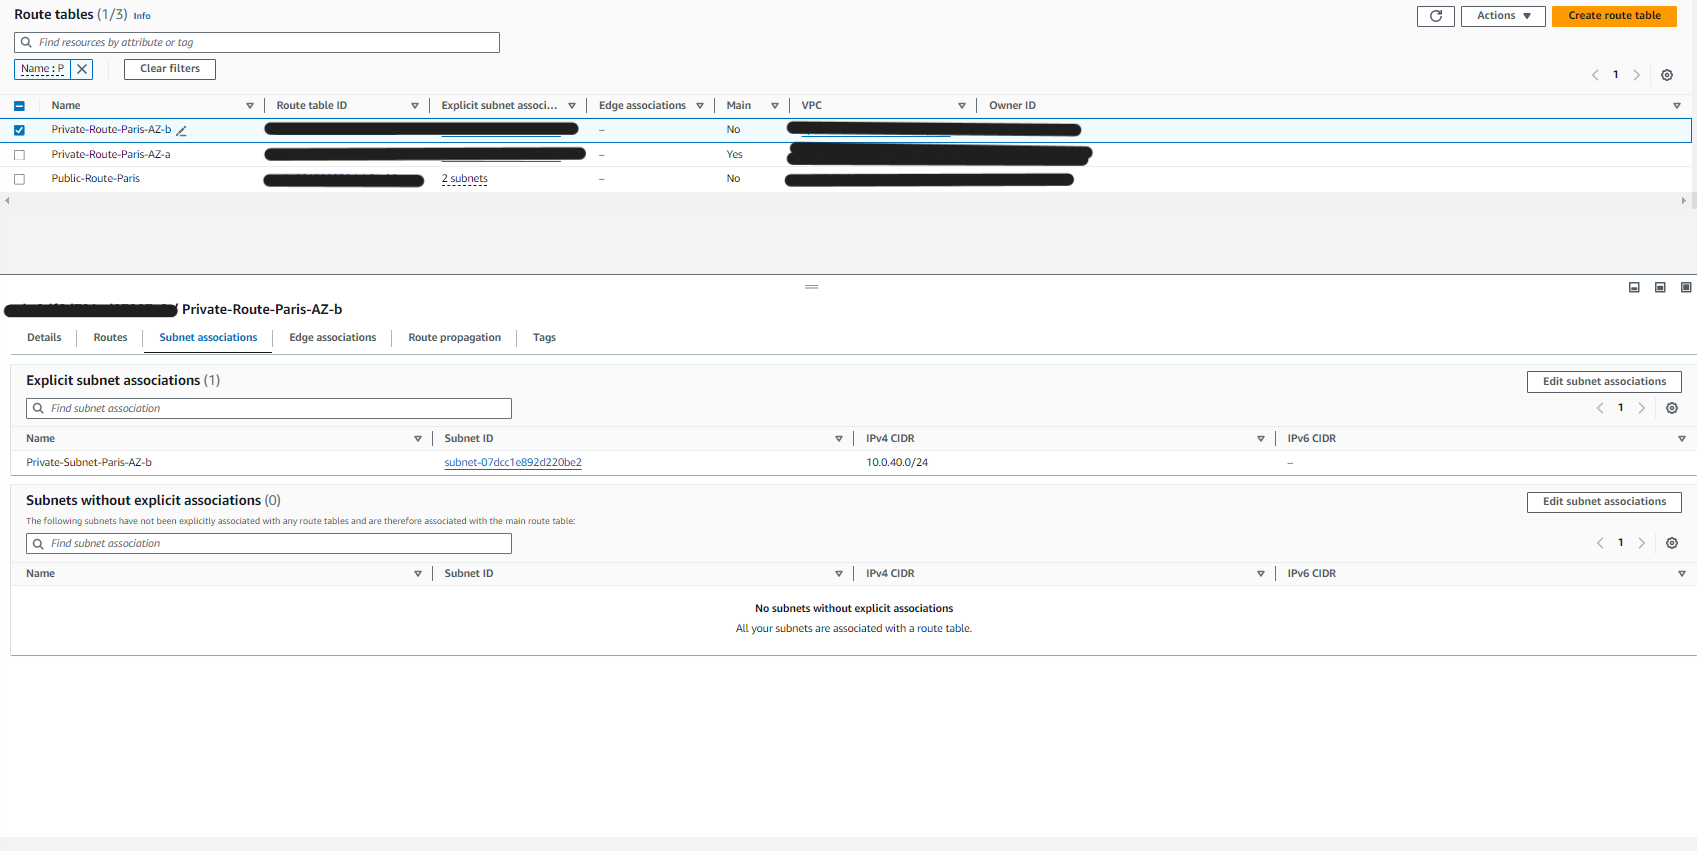 Route tables (1/3) Info
Actions
Create route table
Find resources by attribute or tag
Name : P
Clear filters
1
Name Route table ID Explicit subnet associ... Edge associations Main VPC Owner ID
Private-Route-Paris-AZ-b – No
Private-Route-Paris-AZ-a – Yes
Public-Route-Paris 2 subnets – No
/ Private-Route-Paris-AZ-b
Details Routes Subnet associations Edge associations Route propagation Tags
Explicit subnet associations (1)
Edit subnet associations
Find subnet association
1
Name Subnet ID IPv4 CIDR IPv6 CIDR
Private-Subnet-Paris-AZ-b subnet-07dcc1e892d220be2 10.0.40.0/24 –
Subnets without explicit associations (0)
Edit subnet associations
The following subnets have not been explicitly associated with any route tables and are therefore associated with the main route table:
Find subnet association
1
Name Subnet ID IPv4 CIDR IPv6 CIDR
No subnets without explicit associations
All your subnets are associated with a route table.